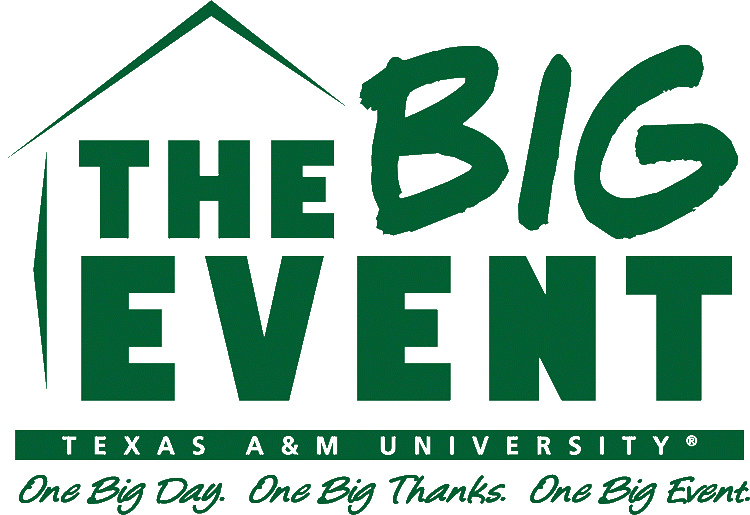 THE BIG
EVENT
TEXAS A&M UNIVERSITY®
One Big Day. One Big Thanks. One Big Event.